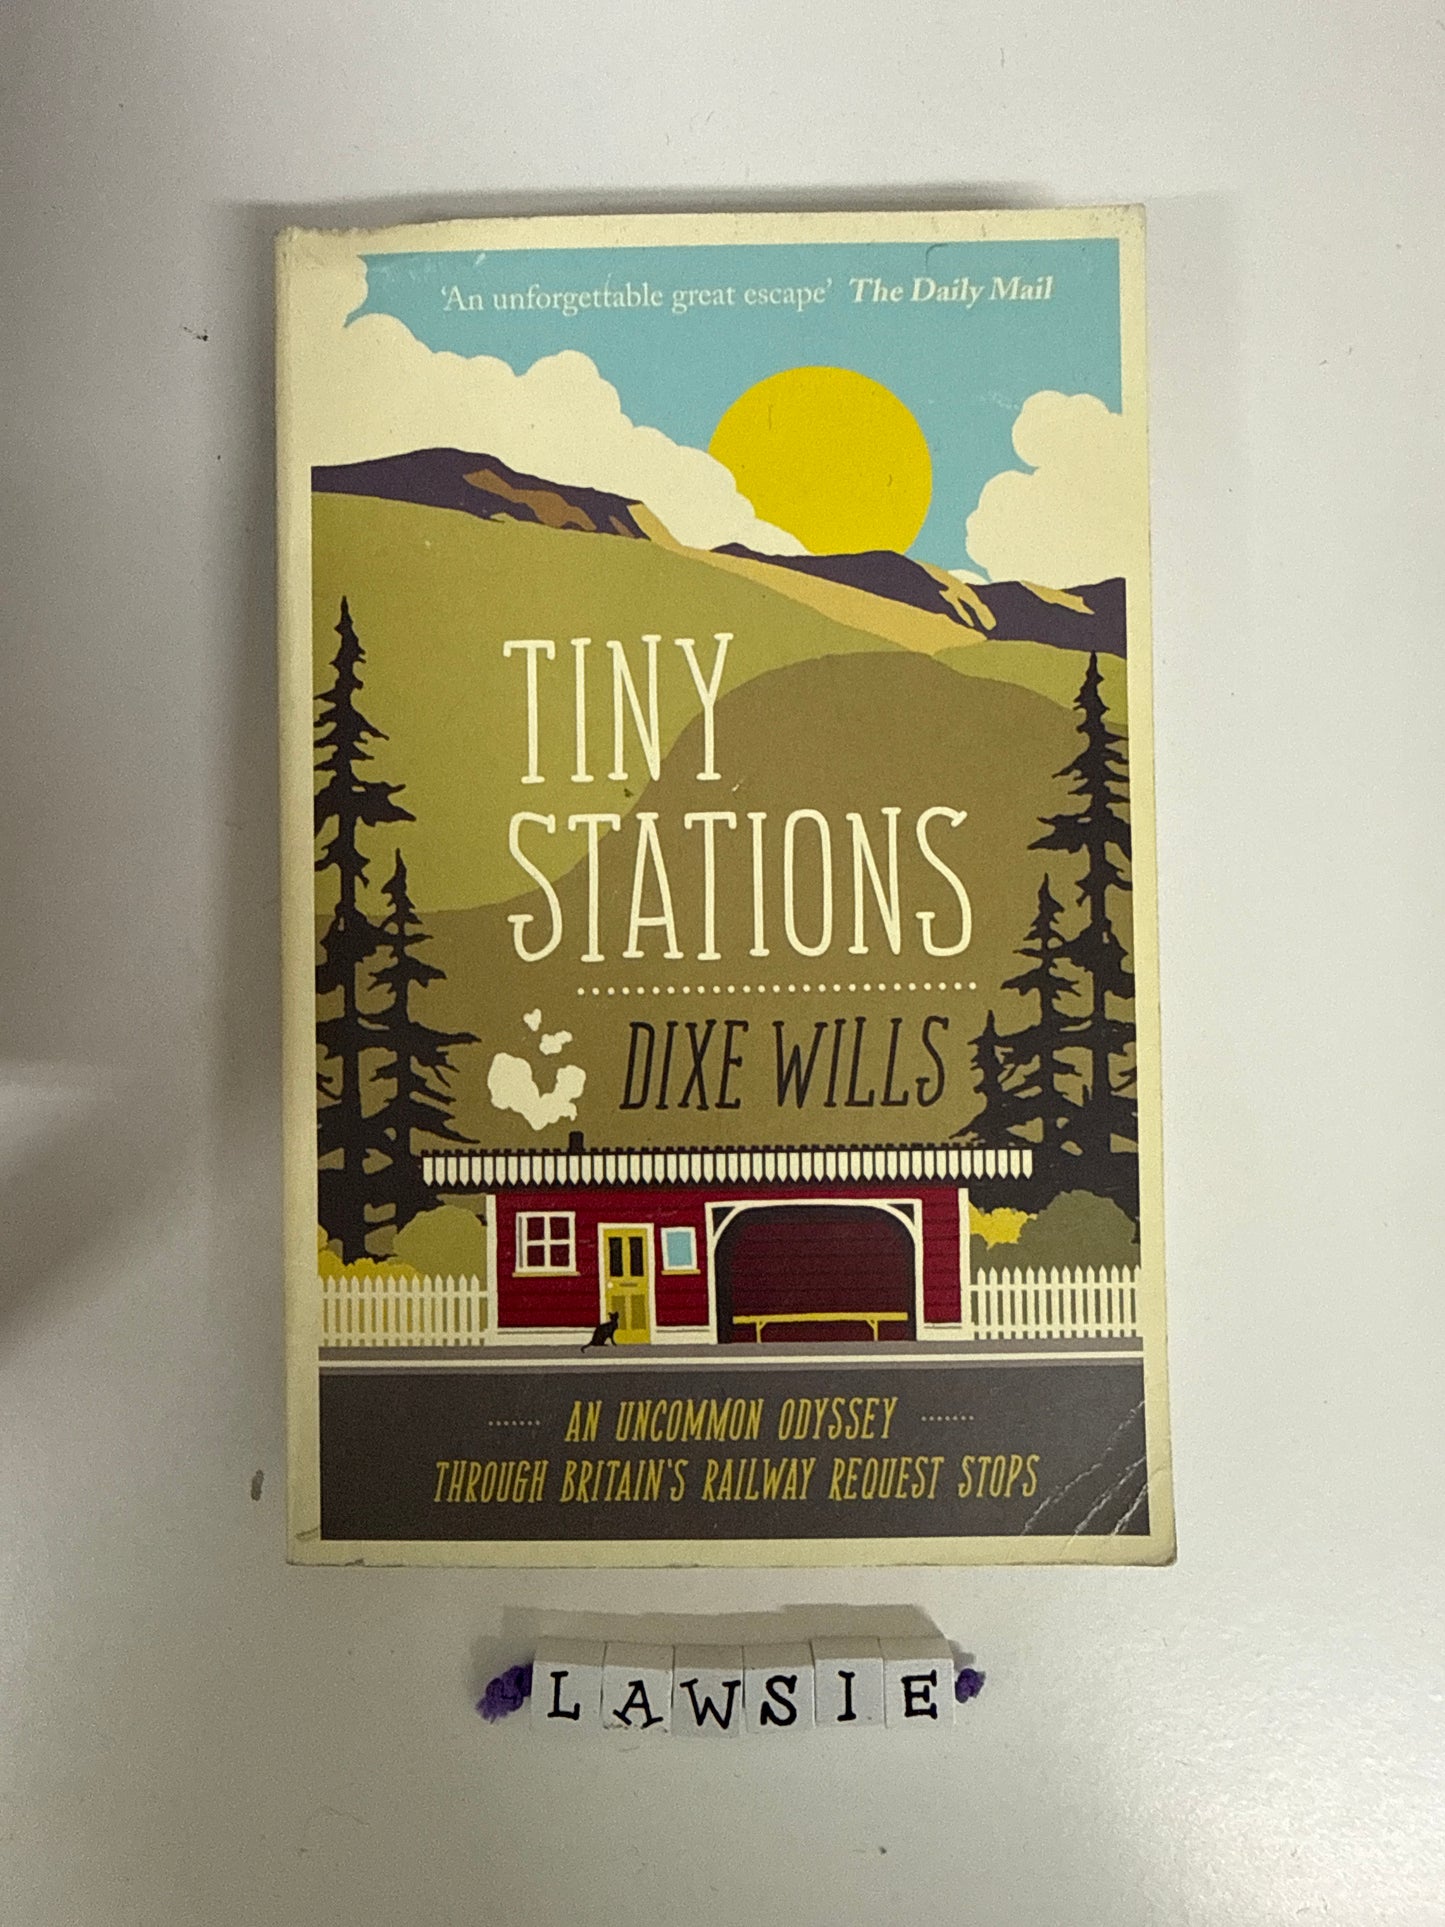 ‘An unforgettable great escape’ The Daily Mail
TINY
STATIONS
DIXE WILLS
AN UNCOMMON ODYSSEY
THROUGH BRITAIN'S RAILWAY REQUEST STOPS
LAWSIE